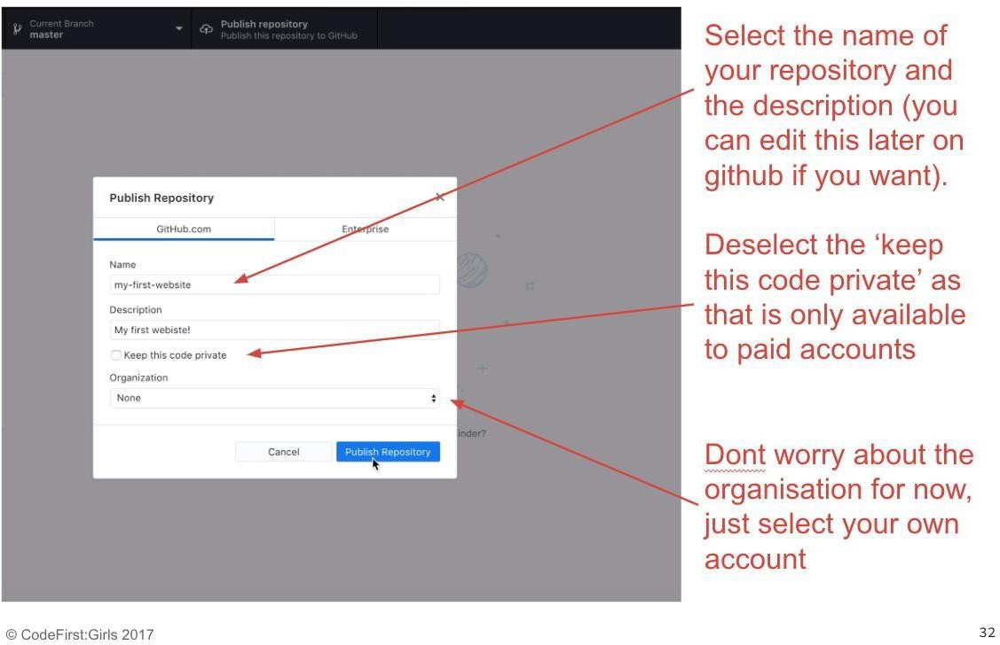 Current Branch
master
Publish repository
Publish this repository to GitHub
Publish Repository
GitHub.com
Enterprise
Name
my-first-website
Description
My first webiste!
Keep this code private
Organization
None
Cancel
Publish Repository
inder?
Select the name of
your repository and
the description (you
can edit this later on
github if you want).
Deselect the ‘keep
this code private’ as
that is only available
to paid accounts
Dont worry about the
organisation for now,
just select your own
account
© CodeFirst:Girls 2017
32